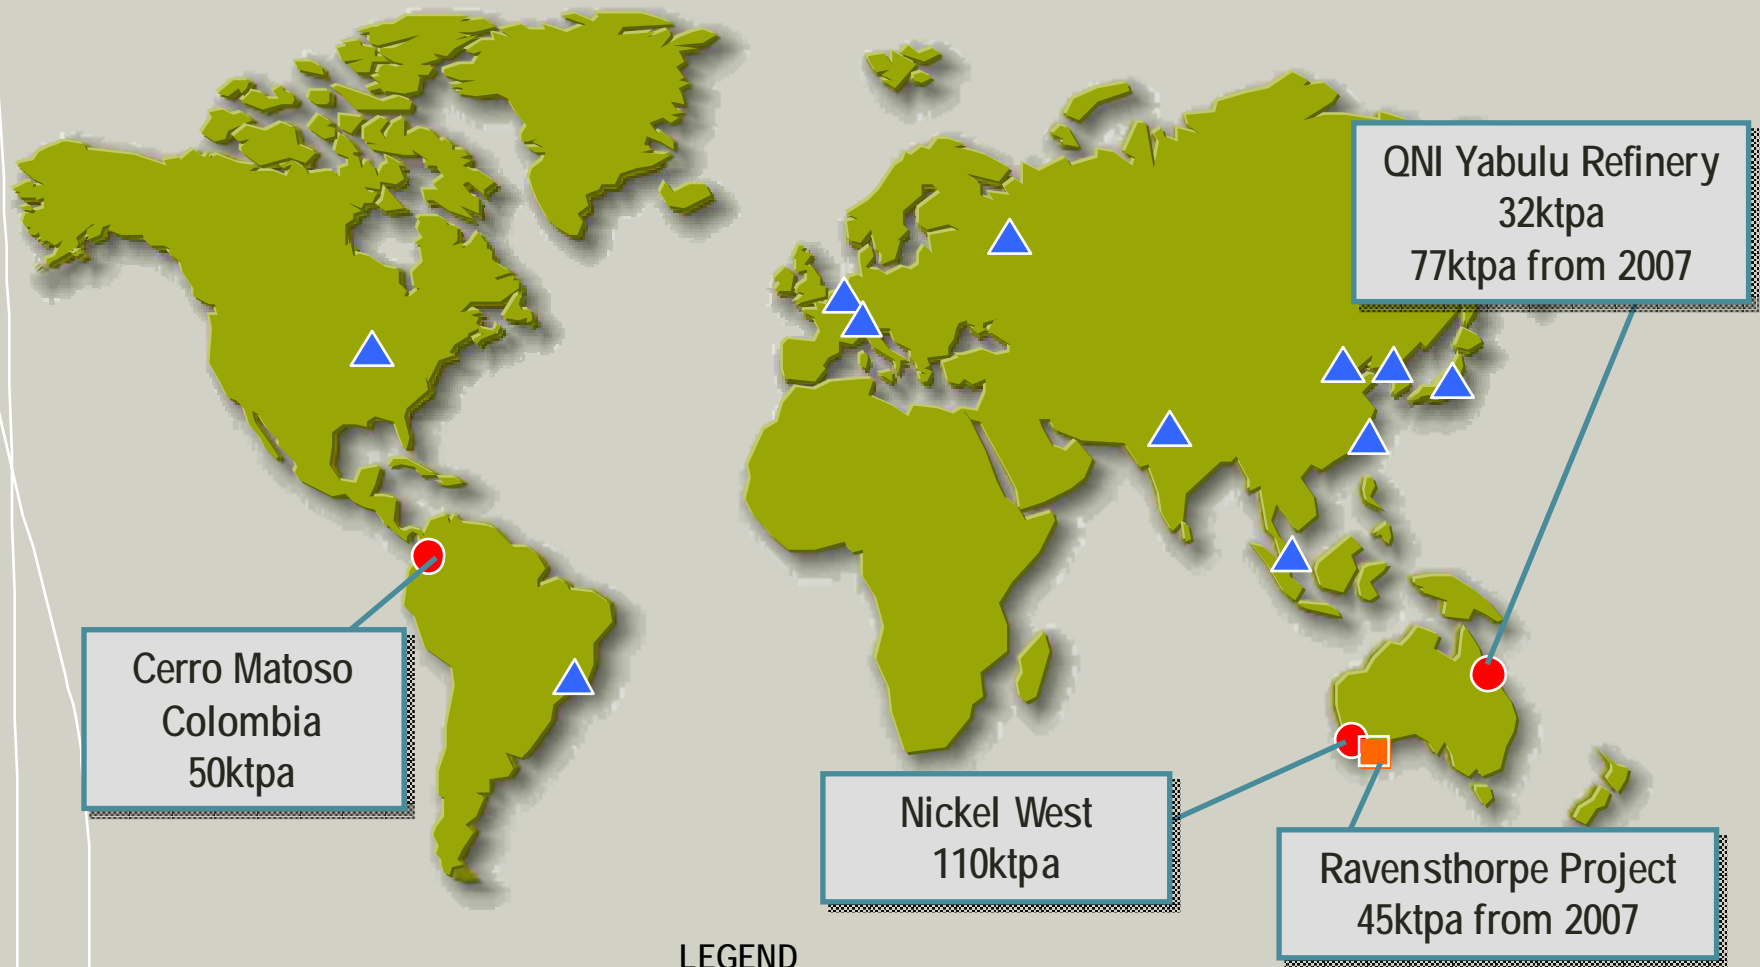 QNI Yabulu Refinery
32ktpa
77ktpa from 2007
Cerro Matoso
Colombia
50ktpa
Nickel West
110ktpa
Ravensthorpe Project
45ktpa from 2007
LEGEND